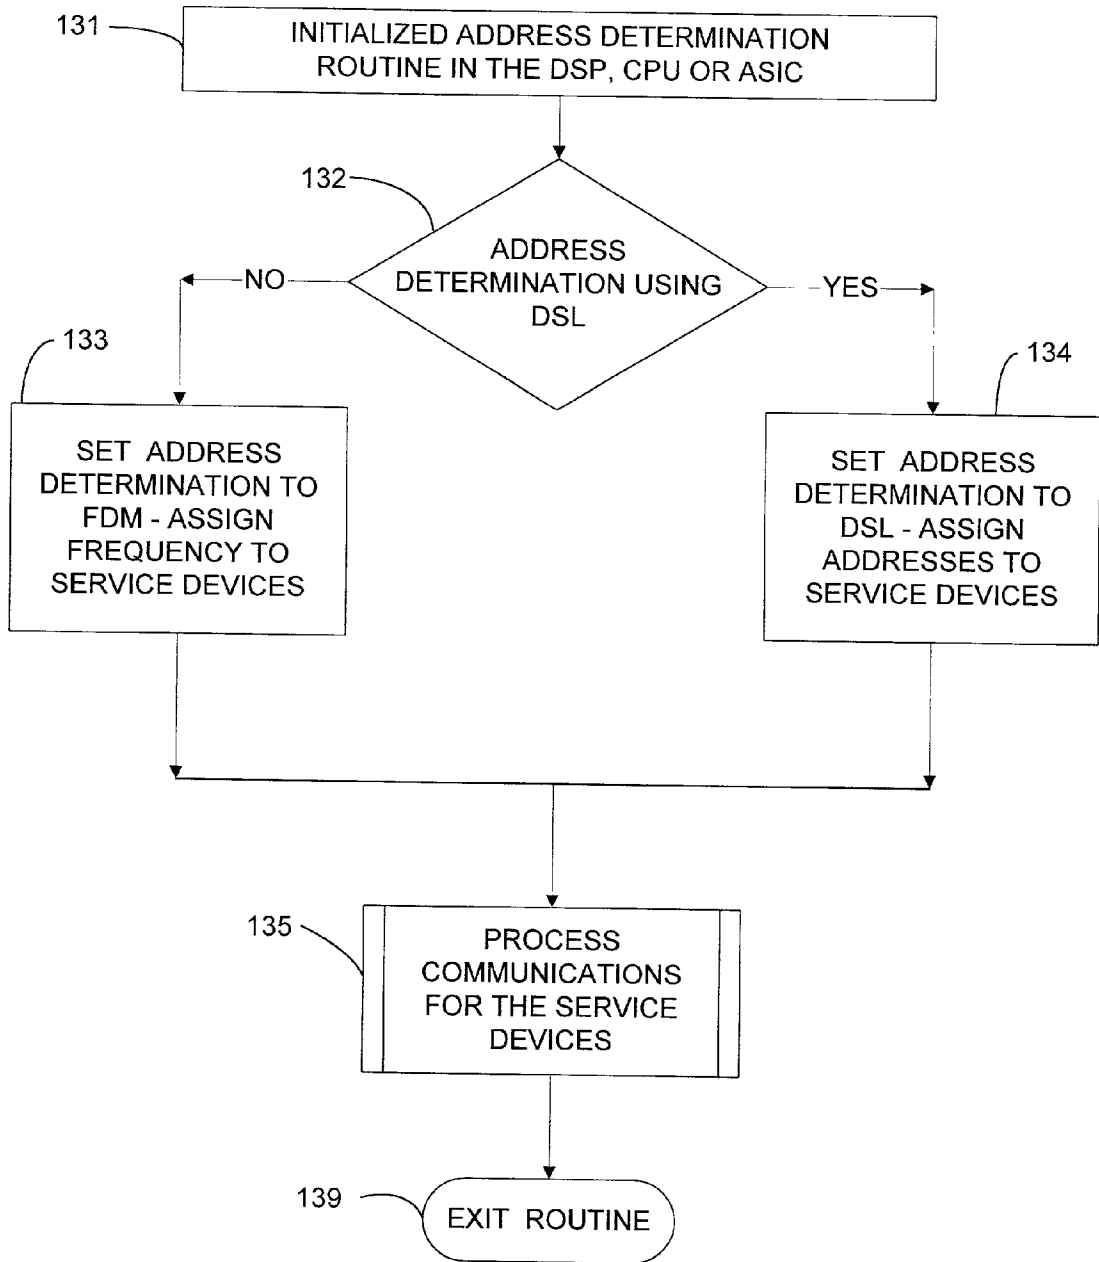 131
INITIALIZED ADDRESS DETERMINATION
ROUTINE IN THE DSP, CPU OR ASIC
132
ADDRESS
DETERMINATION USING
DSL
NO
YES
133
SET ADDRESS
DETERMINATION TO
FDM - ASSIGN
FREQUENCY TO
SERVICE DEVICES
134
SET ADDRESS
DETERMINATION TO
DSL - ASSIGN
ADDRESSES TO
SERVICE DEVICES
135
PROCESS
COMMUNICATIONS
FOR THE SERVICE
DEVICES
139
EXIT ROUTINE